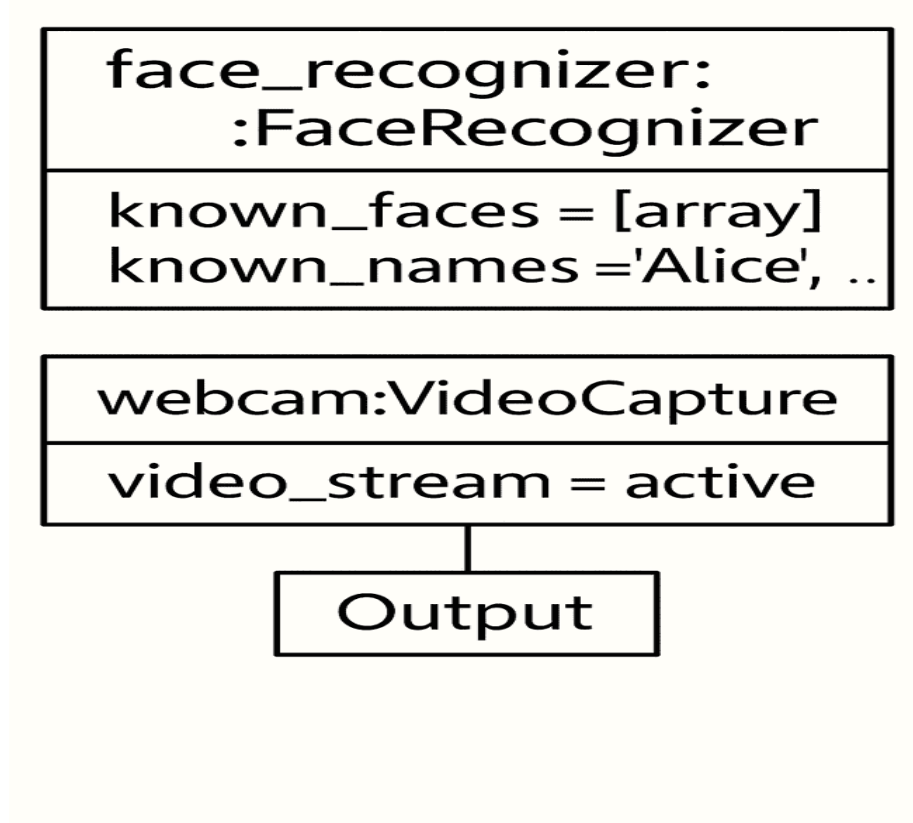 face_recognizer:
:FaceRecognizer
known_faces = [array]
known_names ='Alice', ..
webcam:VideoCapture
video_stream = active
Output